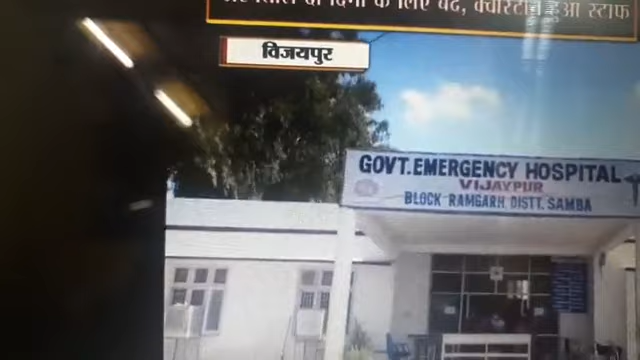 के लिए बंद, क्वारंटीन हुआ स्टाफ
विजयपुर
GOVT.EMERGENCY HOSPITAL
VIJAYPUR
BLOCK RAMGARH DISTT. SAMBA